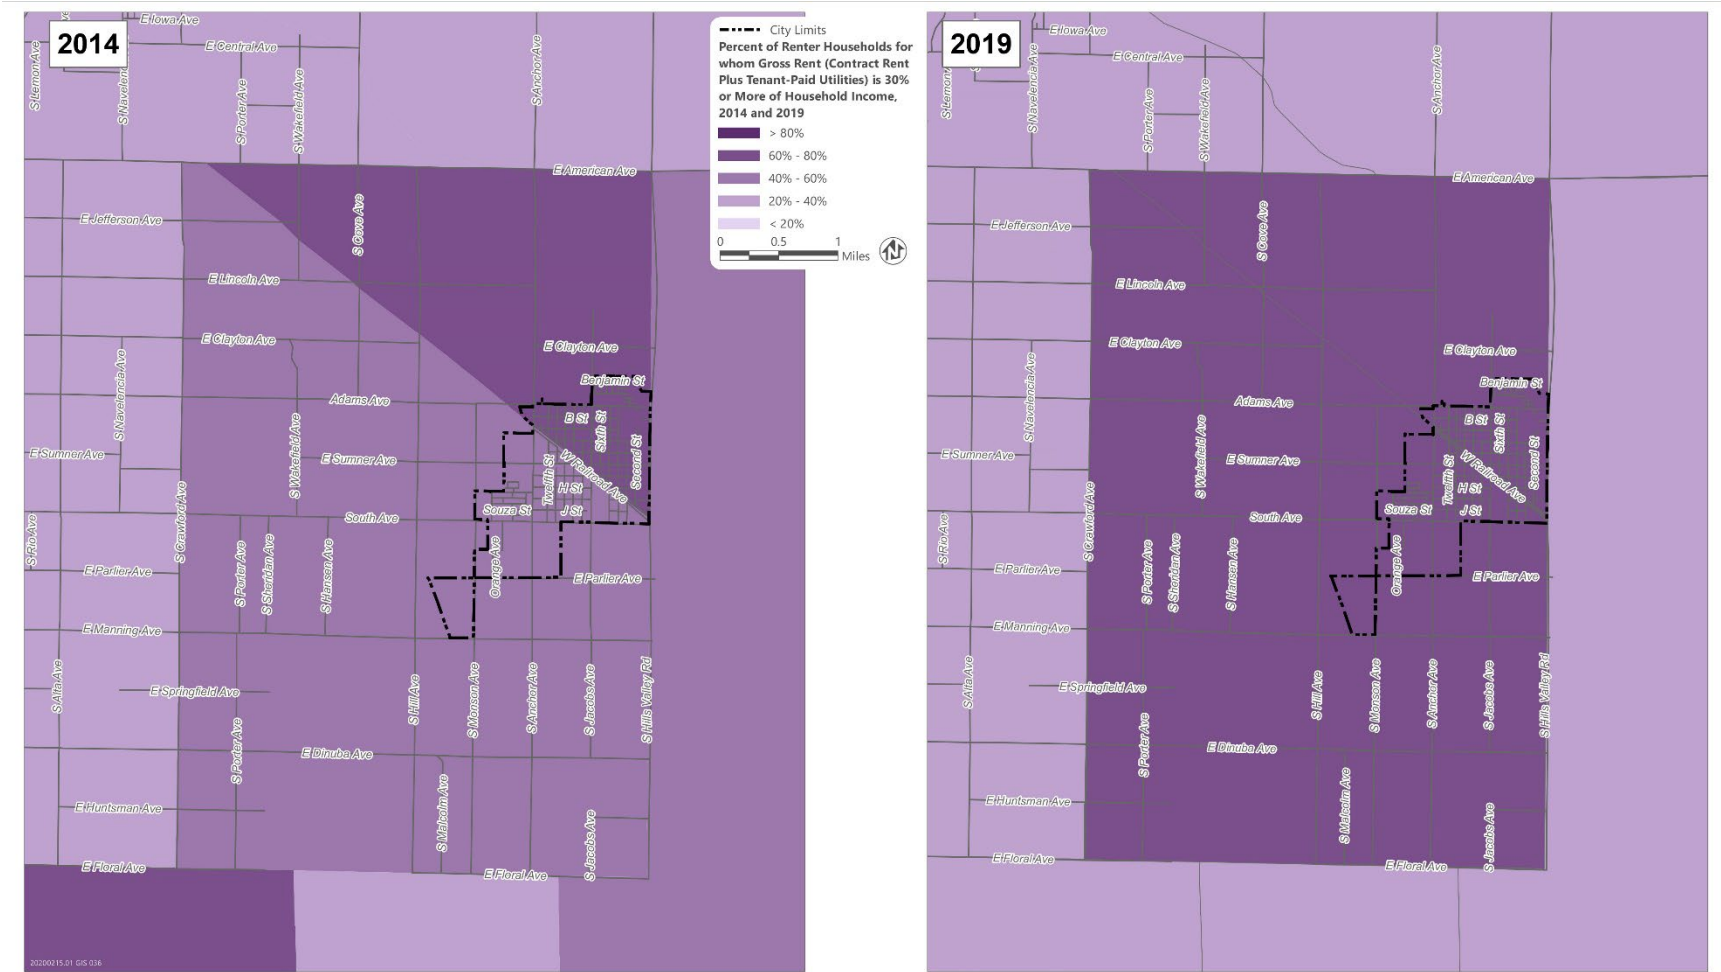 2014
E Iowa Ave
E Central Ave
S Lemon Ave
S Navelencia Ave
S Porter Ave
S Wakefield Ave
S Anchor Ave
E American Ave
E Jefferson Ave
S Cove Ave
E Lincoln Ave
E Clayton Ave
E Clayton Ave
S Navelencia Ave
Benjamin St
Adams Ave
B St
Sixth St
S Wakefield Ave
E Sumner Ave
E Sumner Ave
Second St
W Railroad Ave
Twelfth St
H St
S Crawford Ave
Souza St
J St
South Ave
S Rio Ave
S Porter Ave
S Sheridan Ave
S Hansen Ave
Orange Ave
E Parlier Ave
E Parlier Ave
E Manning Ave
S Alta Ave
E Springfield Ave
S Hill Ave
S Monson Ave
S Anchor Ave
S Jacobs Ave
S Hills Valley Rd
S Porter Ave
E Dinuba Ave
E Huntsman Ave
S Malcolm Ave
S Jacobs Ave
E Floral Ave
E Floral Ave
20200215.01 GIS 036
City Limits
Percent of Renter Households for
whom Gross Rent (Contract Rent
Plus Tenant-Paid Utilities) is 30%
or More of Household Income,
2014 and 2019
> 80%
60% - 80%
40% - 60%
20% - 40%
< 20%
0 0.5 1
Miles
N
2019
E Iowa Ave
E Central Ave
S Navelencia Ave
S Porter Ave
S Wakefield Ave
S Anchor Ave
E American Ave
E Jefferson Ave
S Cove Ave
E Lincoln Ave
E Clayton Ave
E Clayton Ave
S Navelencia Ave
Benjamin St
Adams Ave
B St
Sixth St
S Wakefield Ave
E Sumner Ave
E Sumner Ave
Second St
W Railroad Ave
Twelfth St
H St
S Crawford Ave
Souza St
J St
South Ave
S Rio Ave
S Porter Ave
S Sheridan Ave
S Hansen Ave
Orange Ave
E Parlier Ave
E Parlier Ave
E Manning Ave
S Alta Ave
E Springfield Ave
S Hill Ave
S Monson Ave
S Anchor Ave
S Jacobs Ave
S Hills Valley Rd
S Porter Ave
E Dinuba Ave
E Huntsman Ave
S Malcolm Ave
S Jacobs Ave
E Floral Ave
E Floral Ave